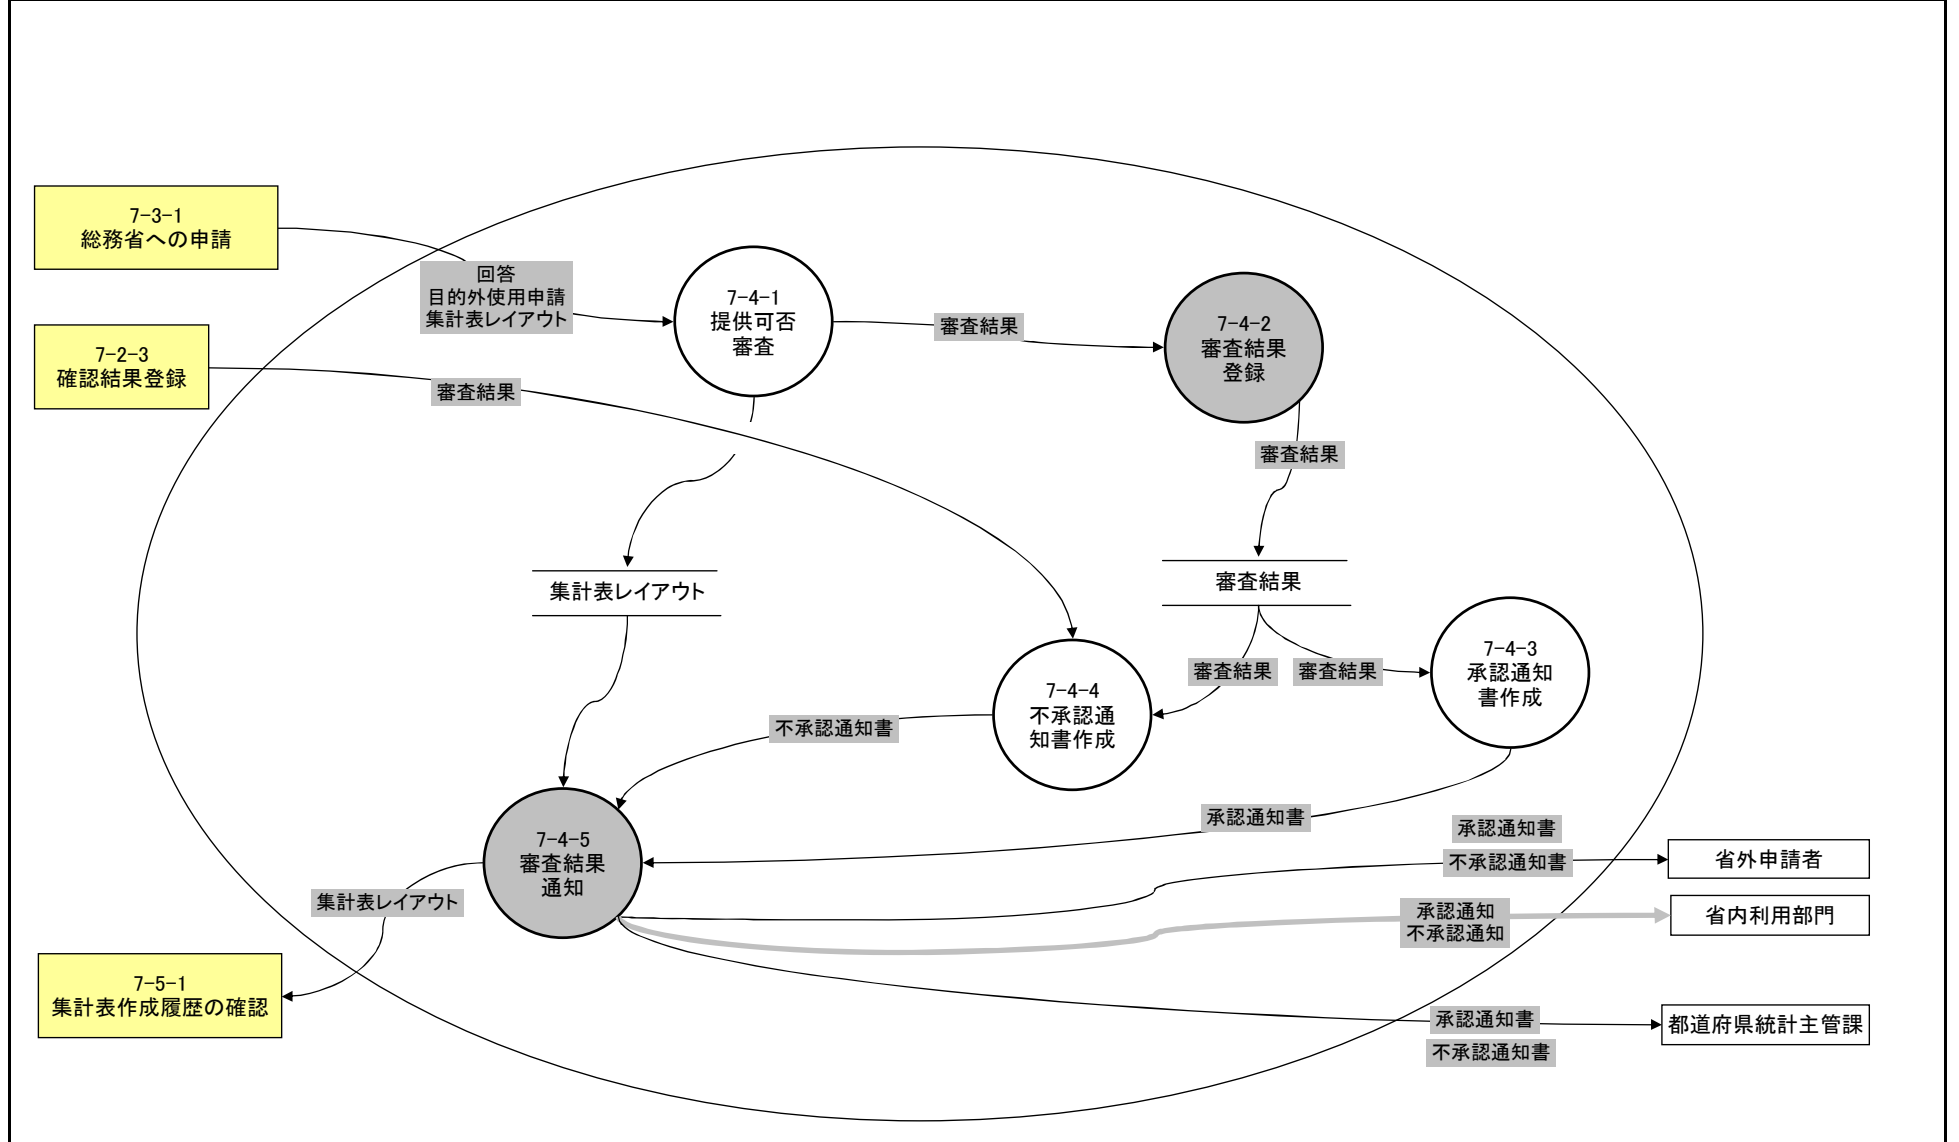 7-3-1
総務省への申請
回答
目的外使用申請
集計表レイアウト
7-4-1
提供可否
審査
審査結果
7-4-2
審査結果
登録
7-2-3
確認結果登録
審査結果
審査結果
集計表レイアウト
審査結果
審査結果
審査結果
7-4-3
承認通知
書作成
7-4-4
不承認通
知書作成
不承認通知書
承認通知書
7-4-5
審査結果
通知
承認通知書
不承認通知書
省外申請者
集計表レイアウト
承認通知
不承認通知
省内利用部門
7-5-1
集計表作成履歴の確認
承認通知書
不承認通知書
都道府県統計主管課